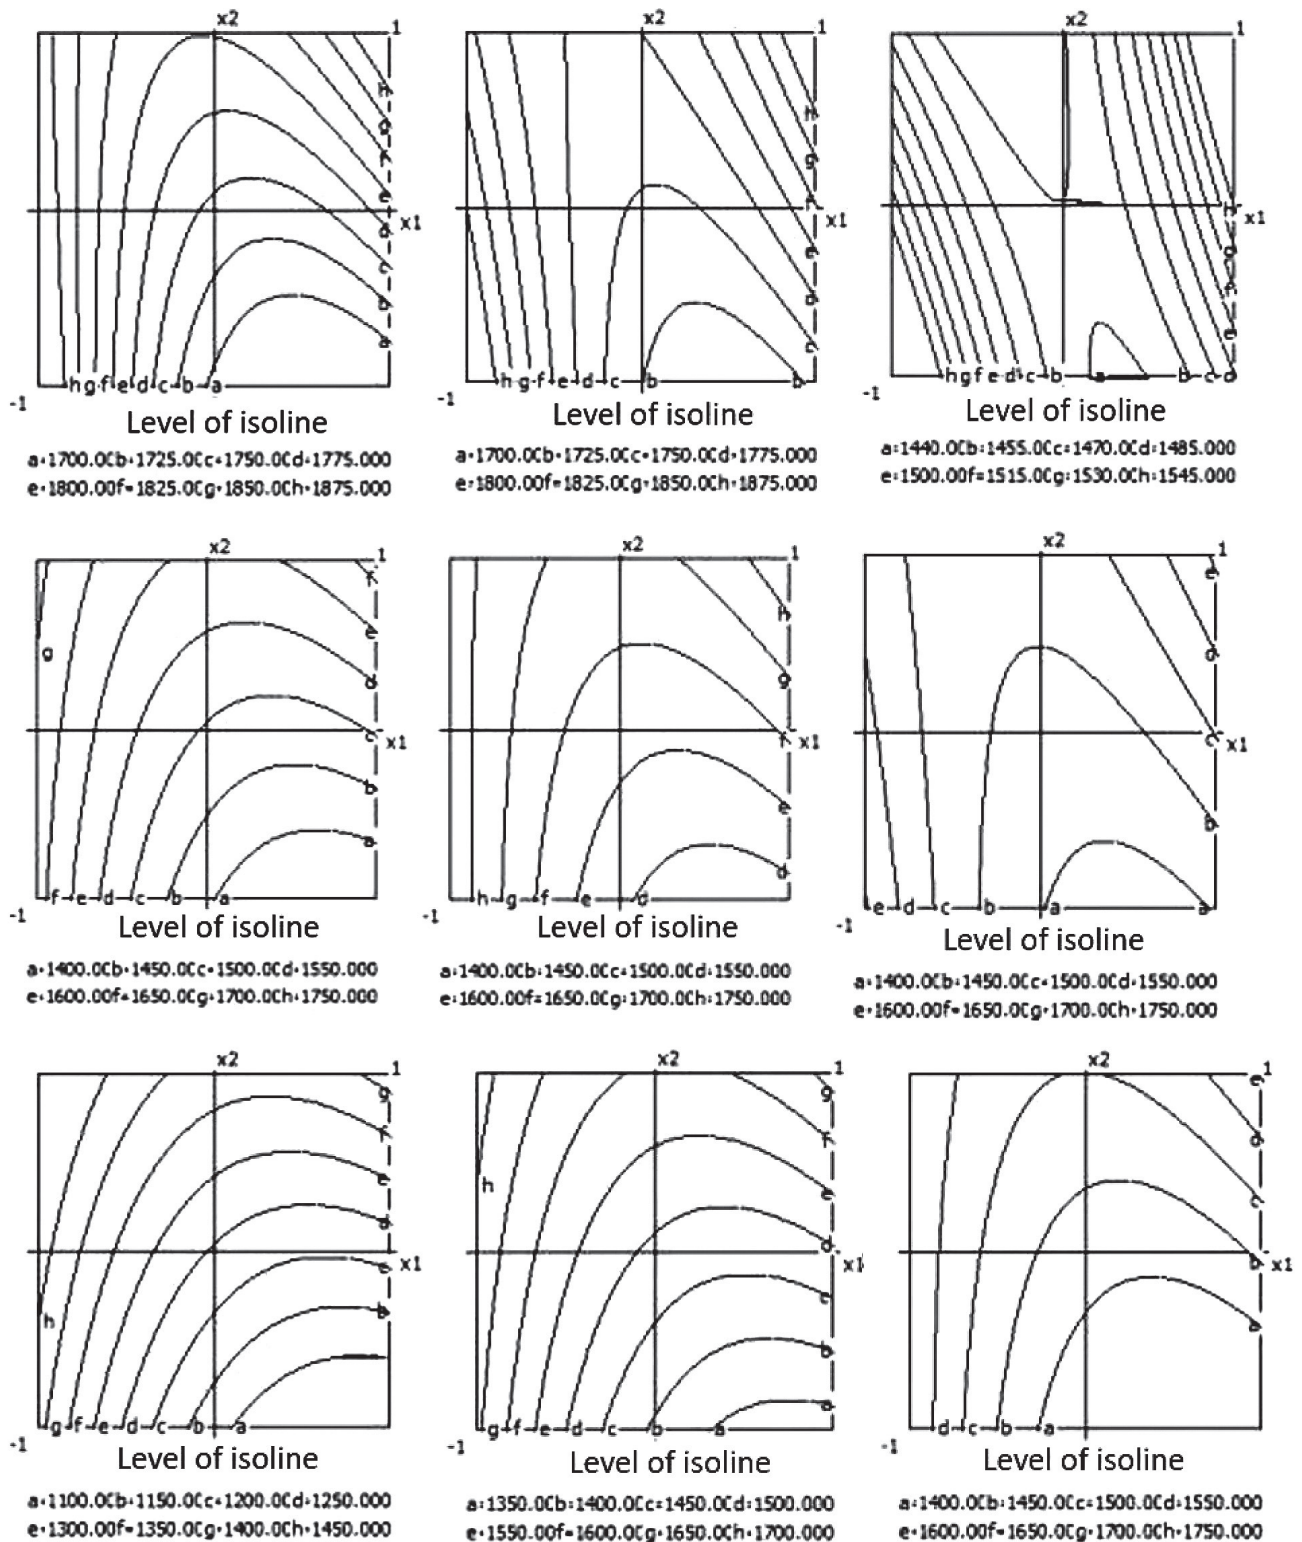 x2
1
h
g
f
e
d
c
b
a
x1
h g f e d c b a
-1
Level of isoline
a·1700.0Cb·1725.0Cc·1750.0Cd·1775.000
e·1800.00f=1825.0Cg·1850.0Ch·1875.000
x2
1
h
g
f
e
d
c
x1
h g f e d c b b
-1
Level of isoline
a·1700.0Cb·1725.0Cc·1750.0Cd·1775.000
e·1800.00f=1825.0Cg·1850.0Ch·1875.000
x2
1
h
g
f
e
x1
h g f e d c b a b c d
-1
Level of isoline
a:1440.0Cb:1455.0Cc:1470.0Cd:1485.000
e:1500.00f=1515.0Cg:1530.0Ch:1545.000
x2
1
f
e
g
d
c
x1
b
a
f e d c b a
-1
Level of isoline
a·1400.0Cb·1450.0Cc·1500.0Cd·1550.000
e·1600.00f=1650.0Cg·1700.0Ch·1750.000
x2
1
h
g
f
x1
e
d
h g f e d
-1
Level of isoline
a:1400.0Cb:1450.0Cc:1500.0Cd:1550.000
e:1600.00f=1650.0Cg:1700.0Ch:1750.000
x2
1
e
d
c
x1
b
e d c b a a
-1
Level of isoline
a·1400.0Cb·1450.0Cc·1500.0Cd·1550.000
e·1600.00f=1650.0Cg·1700.0Ch·1750.000
x2
1
g
f
e
d
c
x1
b
h
g f e d c b a
-1
Level of isoline
a·1100.0Cb·1150.0Cc·1200.0Cd·1250.000
e·1300.00f=1350.0Cg·1400.0Ch·1450.000
x2
1
g
f
h
e
d
x1
c
b
a
g f e d c b a
-1
Level of isoline
a:1350.0Cb:1400.0Cc:1450.0Cd:1500.000
e·1550.00f=1600.0Cg·1650.0Ch·1700.000
x2
1
e
d
c
b
x1
a
d c b a
-1
Level of isoline
a:1400.0Cb:1450.0Cc:1500.0Cd:1550.000
e·1600.00f=1650.0Cg·1700.0Ch·1750.000